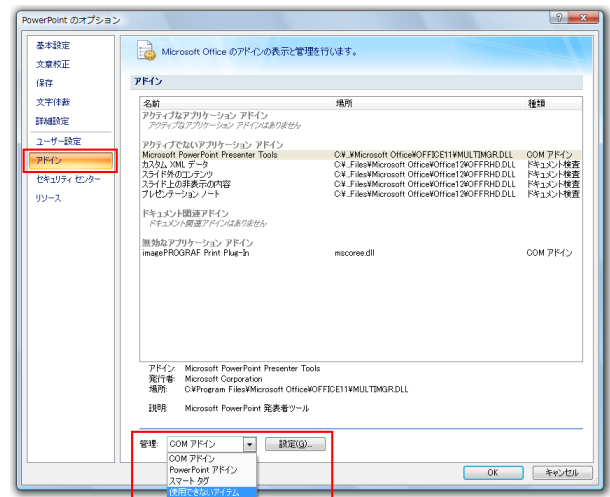 PowerPoint のオプション
基本設定
文章校正
保存
文字体裁
詳細設定
ユーザー設定
アドイン
セキュリティ センター
リソース
Microsoft Office のアドインの表示と管理を行います。
アドイン
名前 場所 種類
アクティブなアプリケーション アドイン
アクティブなアプリケーション アドインはありません
アクティブでないアプリケーション アドイン
Microsoft PowerPoint Presenter Tools C:¥...¥Microsoft Office¥OFFICE11¥MULTIMGR.DLL COM アドイン
カスタム XML データ C:¥...Files¥Microsoft Office¥Office12¥OFFRHD.DLL ドキュメント検査
スライド外のコンテンツ C:¥...Files¥Microsoft Office¥Office12¥OFFRHD.DLL ドキュメント検査
スライド上の非表示の内容 C:¥...Files¥Microsoft Office¥Office12¥OFFRHD.DLL ドキュメント検査
プレゼンテーション ノート C:¥...Files¥Microsoft Office¥Office12¥OFFRHD.DLL ドキュメント検査
ドキュメント関連アドイン
ドキュメント関連アドインはありません
無効なアプリケーション アドイン
imagePROGRAF Print Plug-In mscoree.dll COM アドイン
アドイン: Microsoft PowerPoint Presenter Tools
発行者: Microsoft Corporation
場所: C:¥Program Files¥Microsoft Office¥OFFICE11¥MULTIMGR.DLL
説明: Microsoft PowerPoint 発表者ツール
管理: COM アドイン 設定(G)...
COM アドイン
PowerPoint アドイン
スマート タグ
使用できないアイテム
OK キャンセル